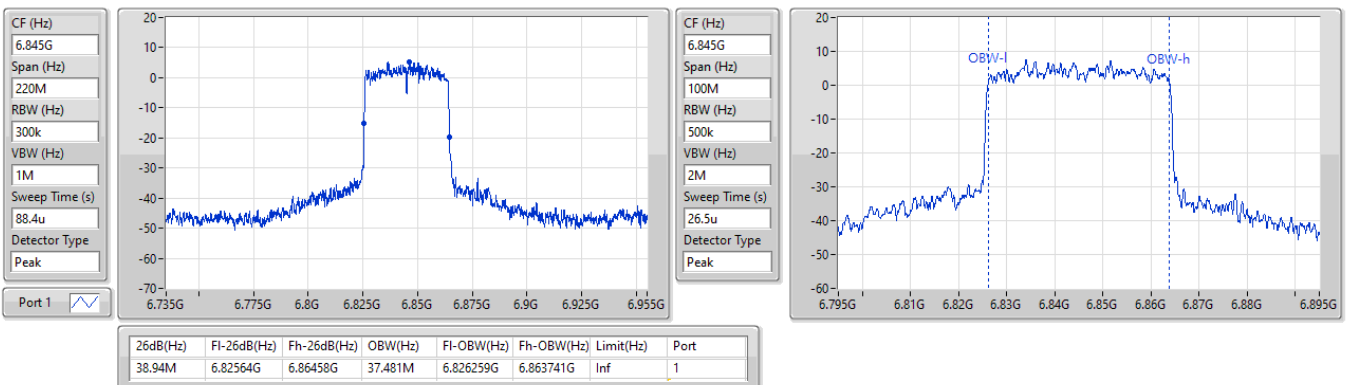 CF (Hz)
6.845G
Span (Hz)
220M
RBW (Hz)
300k
VBW (Hz)
1M
Sweep Time (s)
88.4u
Detector Type
Peak
Port 1
20
10
0
-10
-20
-30
-40
-50
-60
-70
6.735G 6.775G 6.8G 6.825G 6.85G 6.875G 6.9G 6.925G 6.955G
CF (Hz)
6.845G
Span (Hz)
100M
RBW (Hz)
500k
VBW (Hz)
2M
Sweep Time (s)
26.5u
Detector Type
Peak
20
10
0
-10
-20
-30
-40
-50
-60
OBW-l OBW-h
6.795G 6.81G 6.82G 6.83G 6.84G 6.85G 6.86G 6.87G 6.88G 6.895G
26dB(Hz) Fl-26dB(Hz) Fh-26dB(Hz) OBW(Hz) Fl-OBW(Hz) Fh-OBW(Hz) Limit(Hz) Port
38.94M 6.82564G 6.86458G 37.481M 6.826259G 6.863741G Inf 1